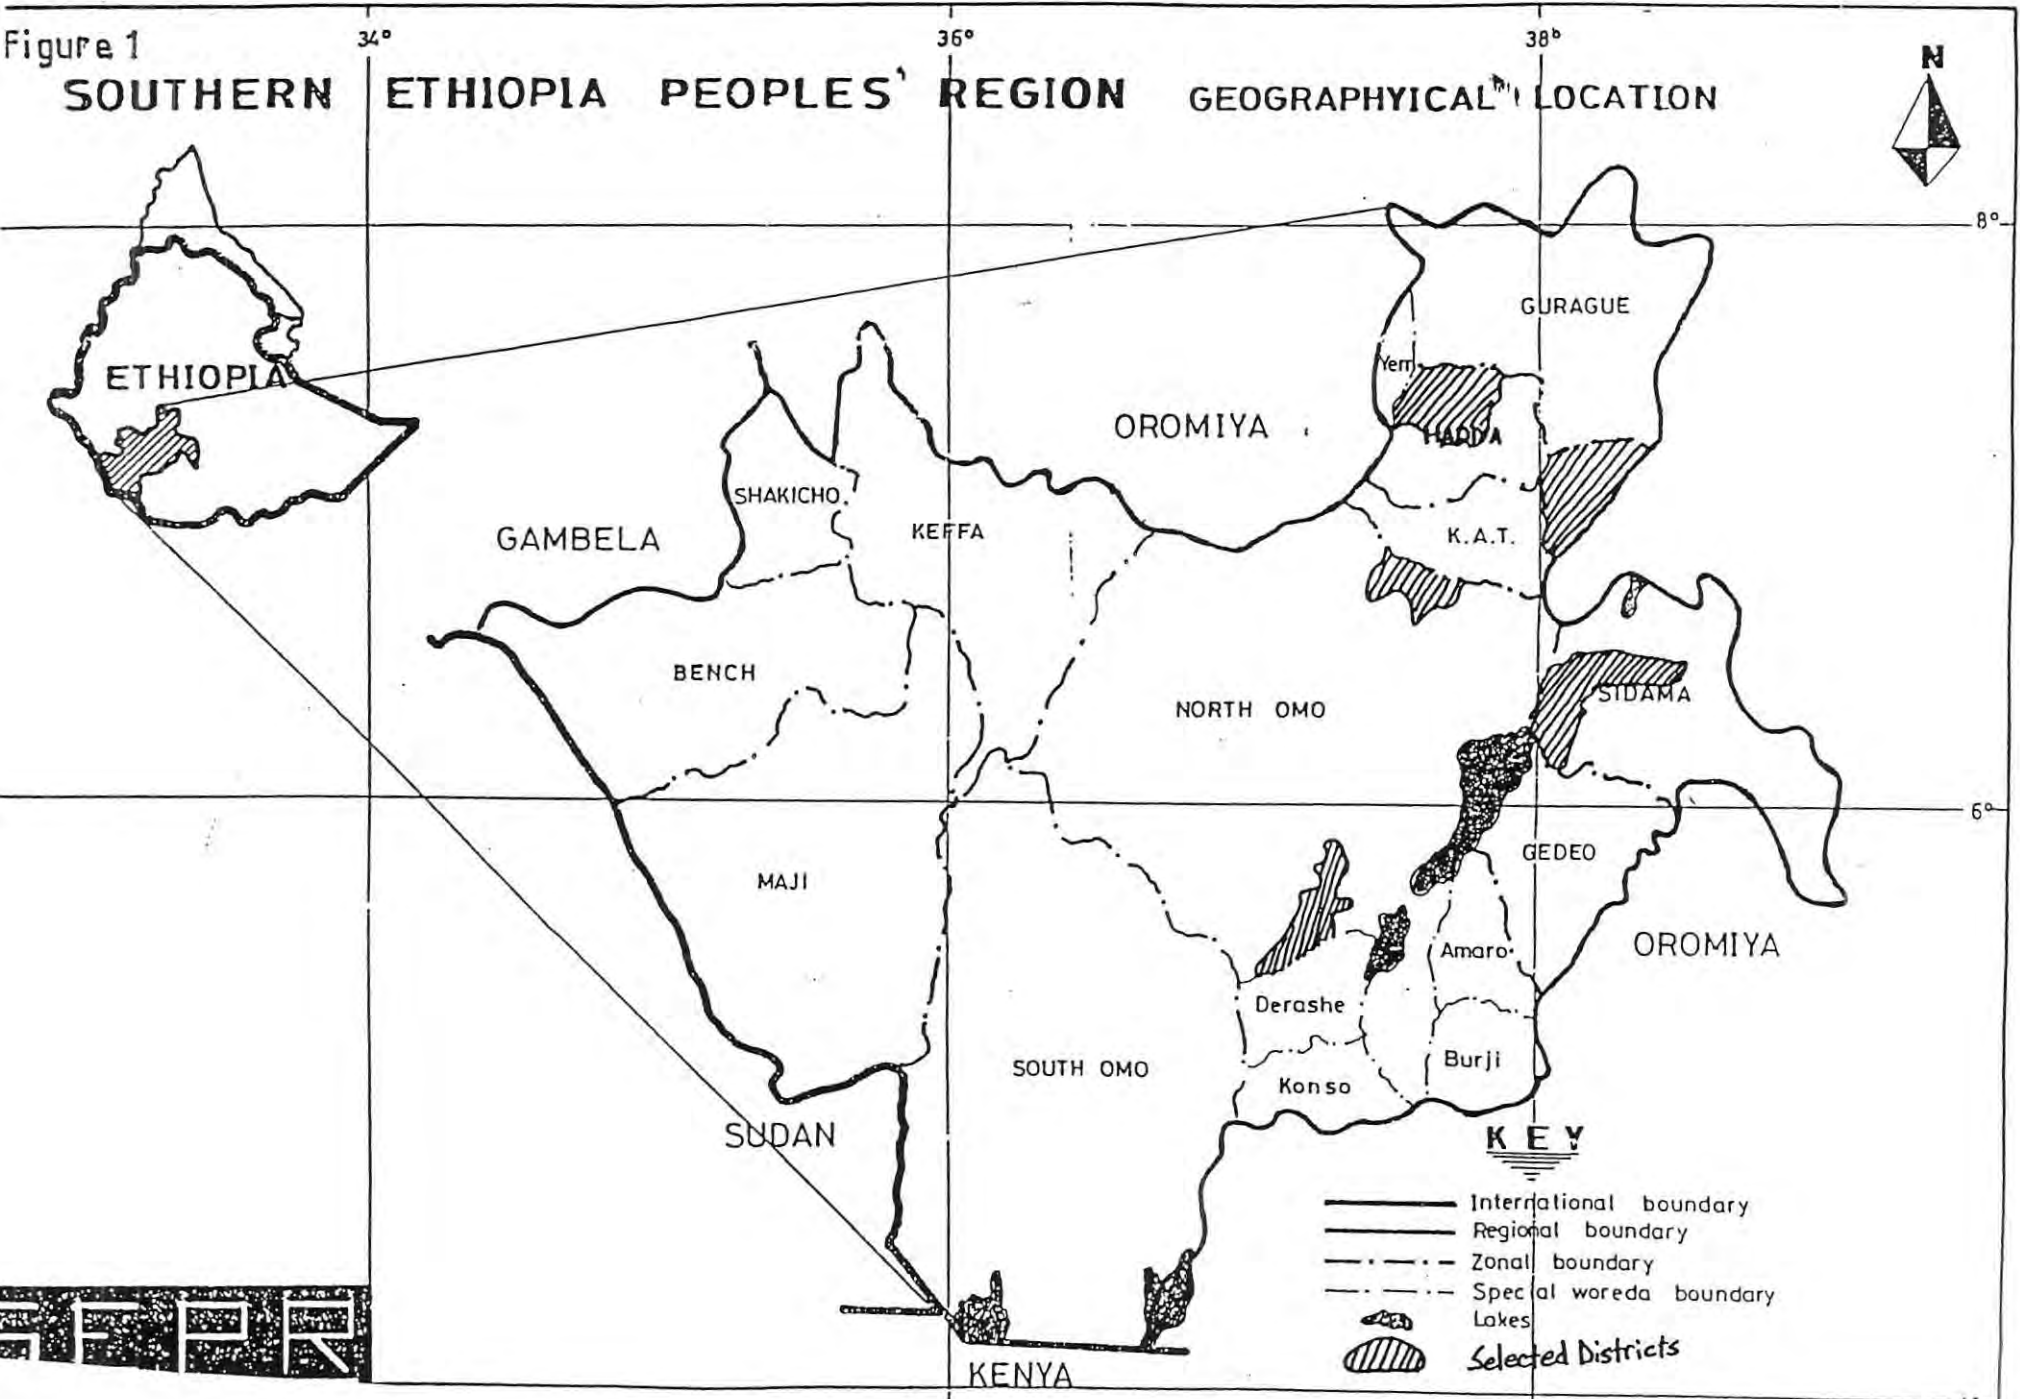 Figure 1
34° 36° 38°
SOUTHERN ETHIOPIA PEOPLES' REGION GEOGRAPHYICAL LOCATION
N
8°
GURAGUE
ETHIOPIA
Yem
OROMIYA
HADIYA
SHAKICHO
GAMBELA
KEFFA
K.A.T.
BENCH
SIDAMA
NORTH OMO
6°
GEDEO
MAJI
Amaro
OROMIYA
Derashe
SOUTH OMO
Burji
Konso
SUDAN
KEY
International boundary
Regional boundary
Zonal boundary
Special woreda boundary
Lakes
Selected Districts
SEPR
KENYA